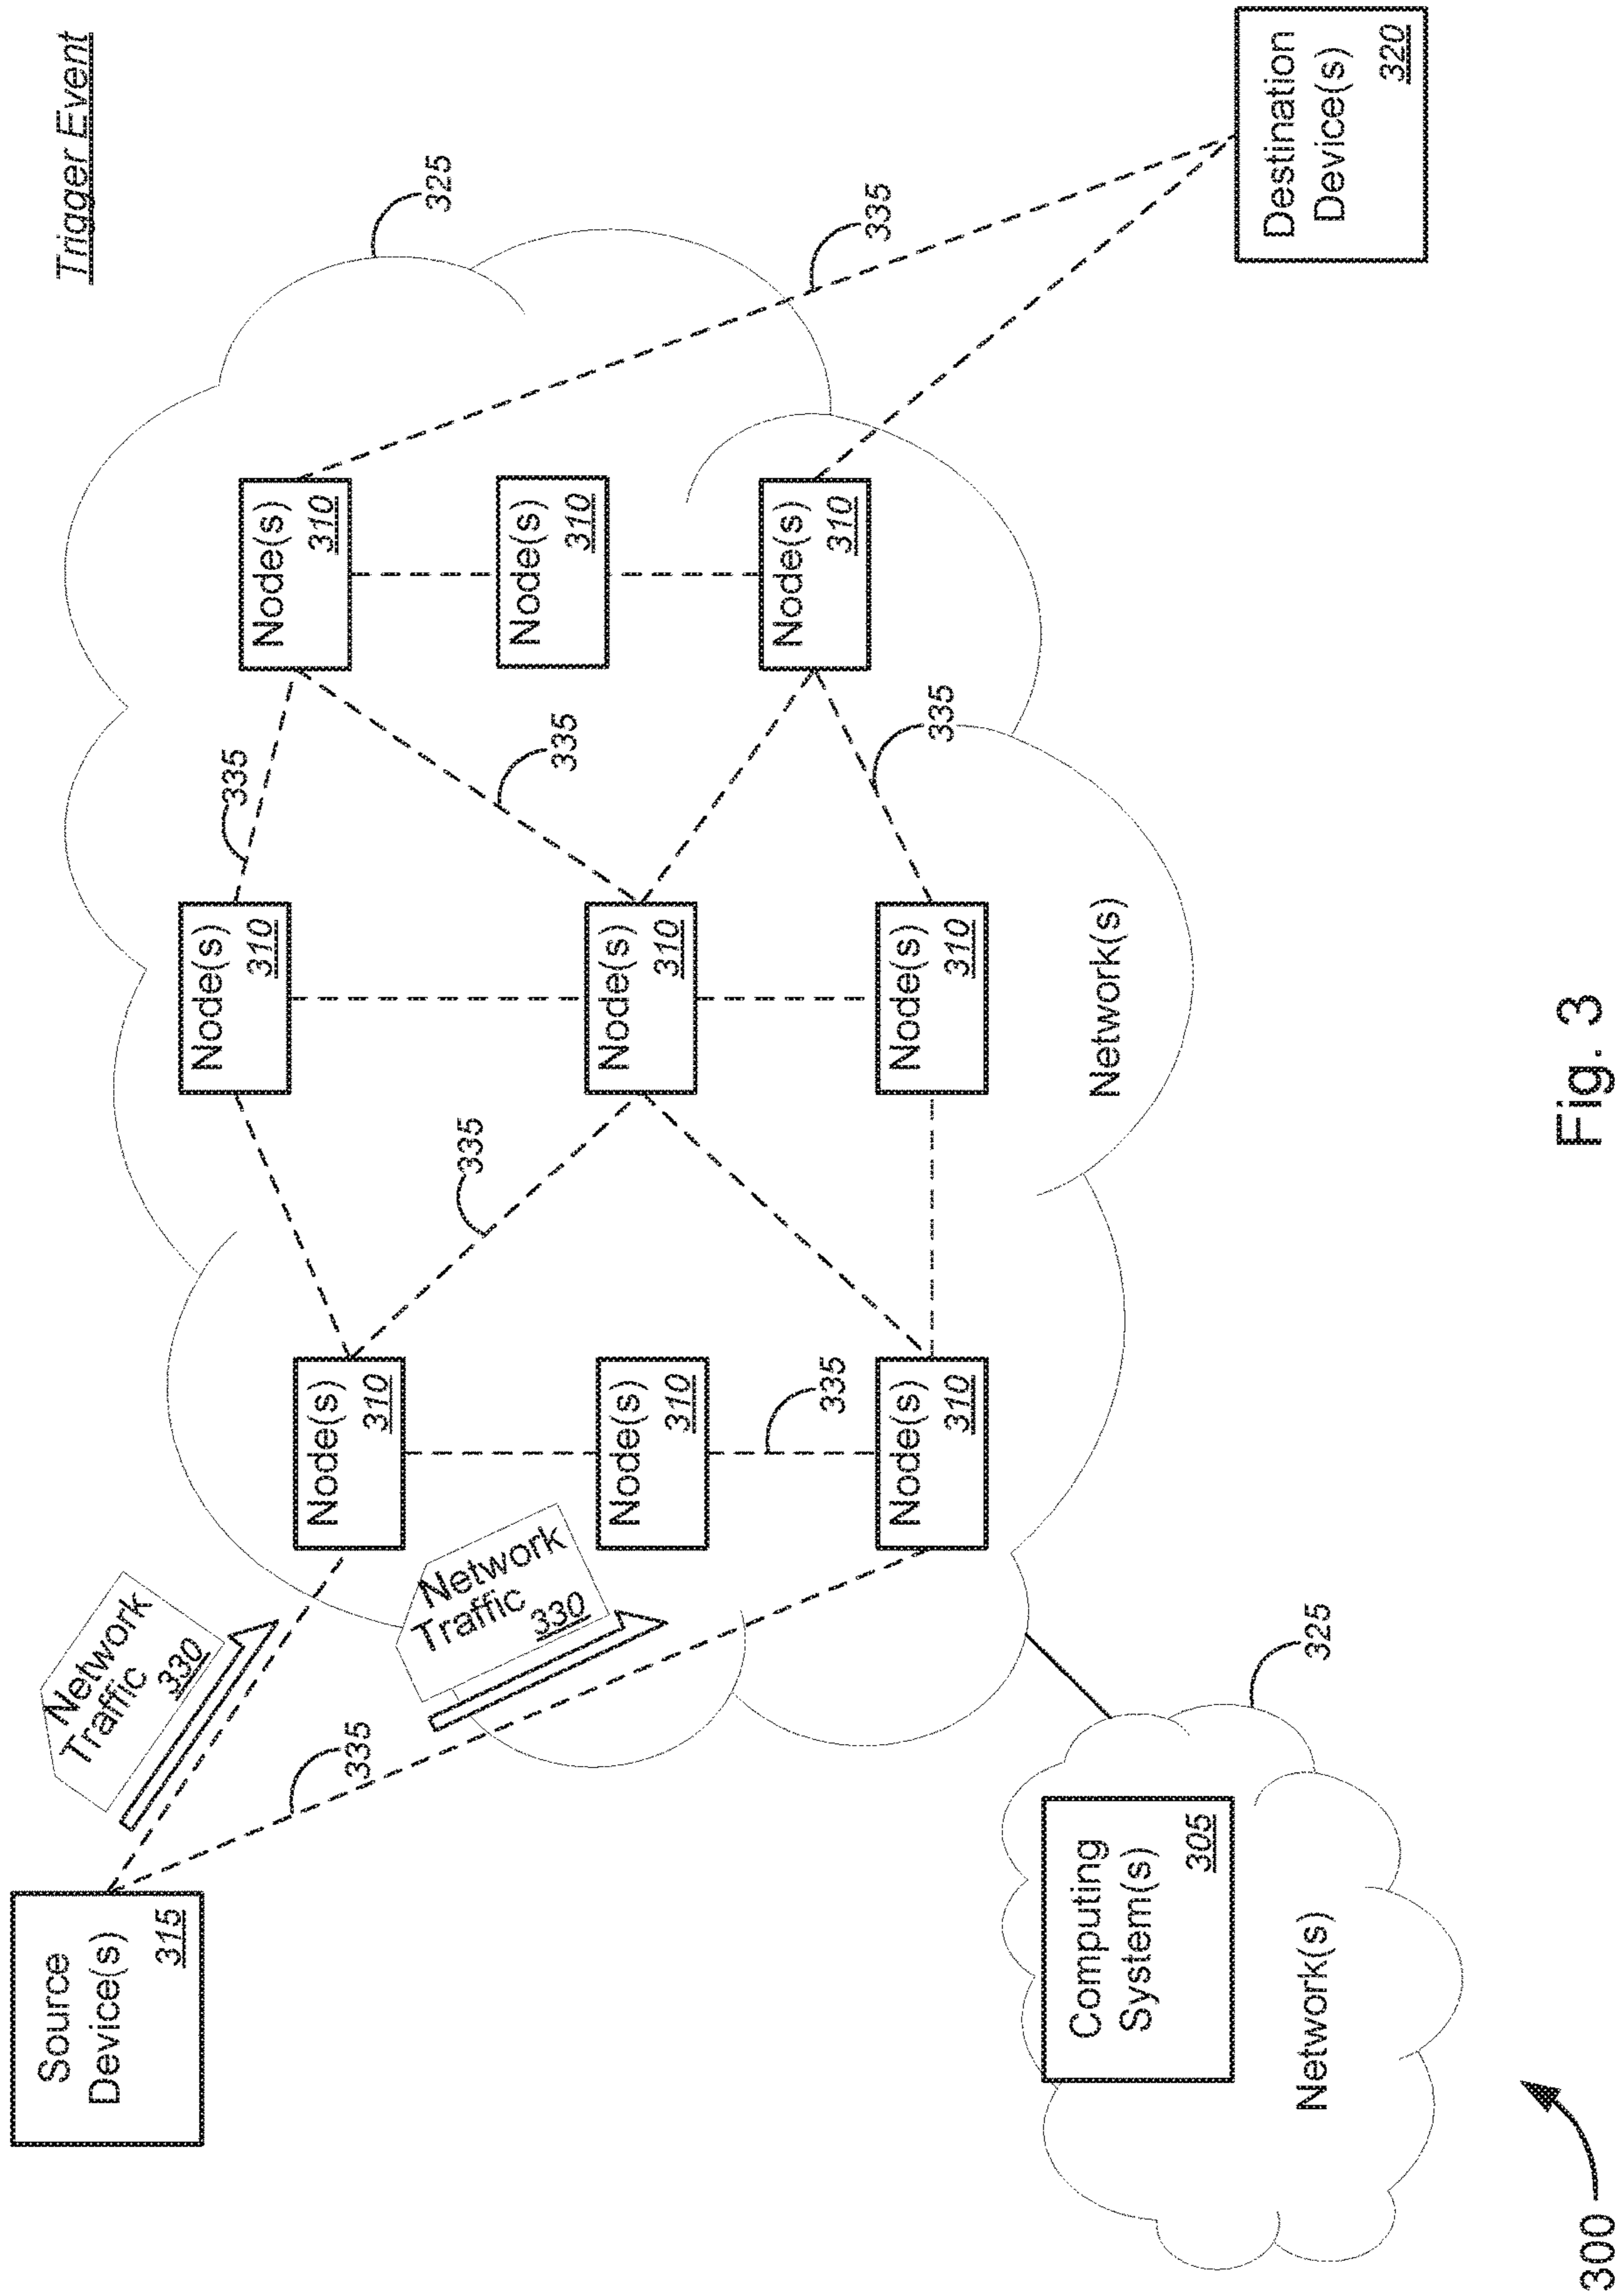 Trigger Event
Source
Device(s)
315
Network
Traffic
330
Network
Traffic
330
335
325
Node(s)
310
Node(s)
310
Node(s)
310
335
335
Node(s)
310
Node(s)
310
Node(s)
310
335
335
335
Node(s)
310
Node(s)
310
Node(s)
310
335
Network(s)
Destination
Device(s)
320
Computing
System(s)
305
Network(s)
325
300
Fig. 3